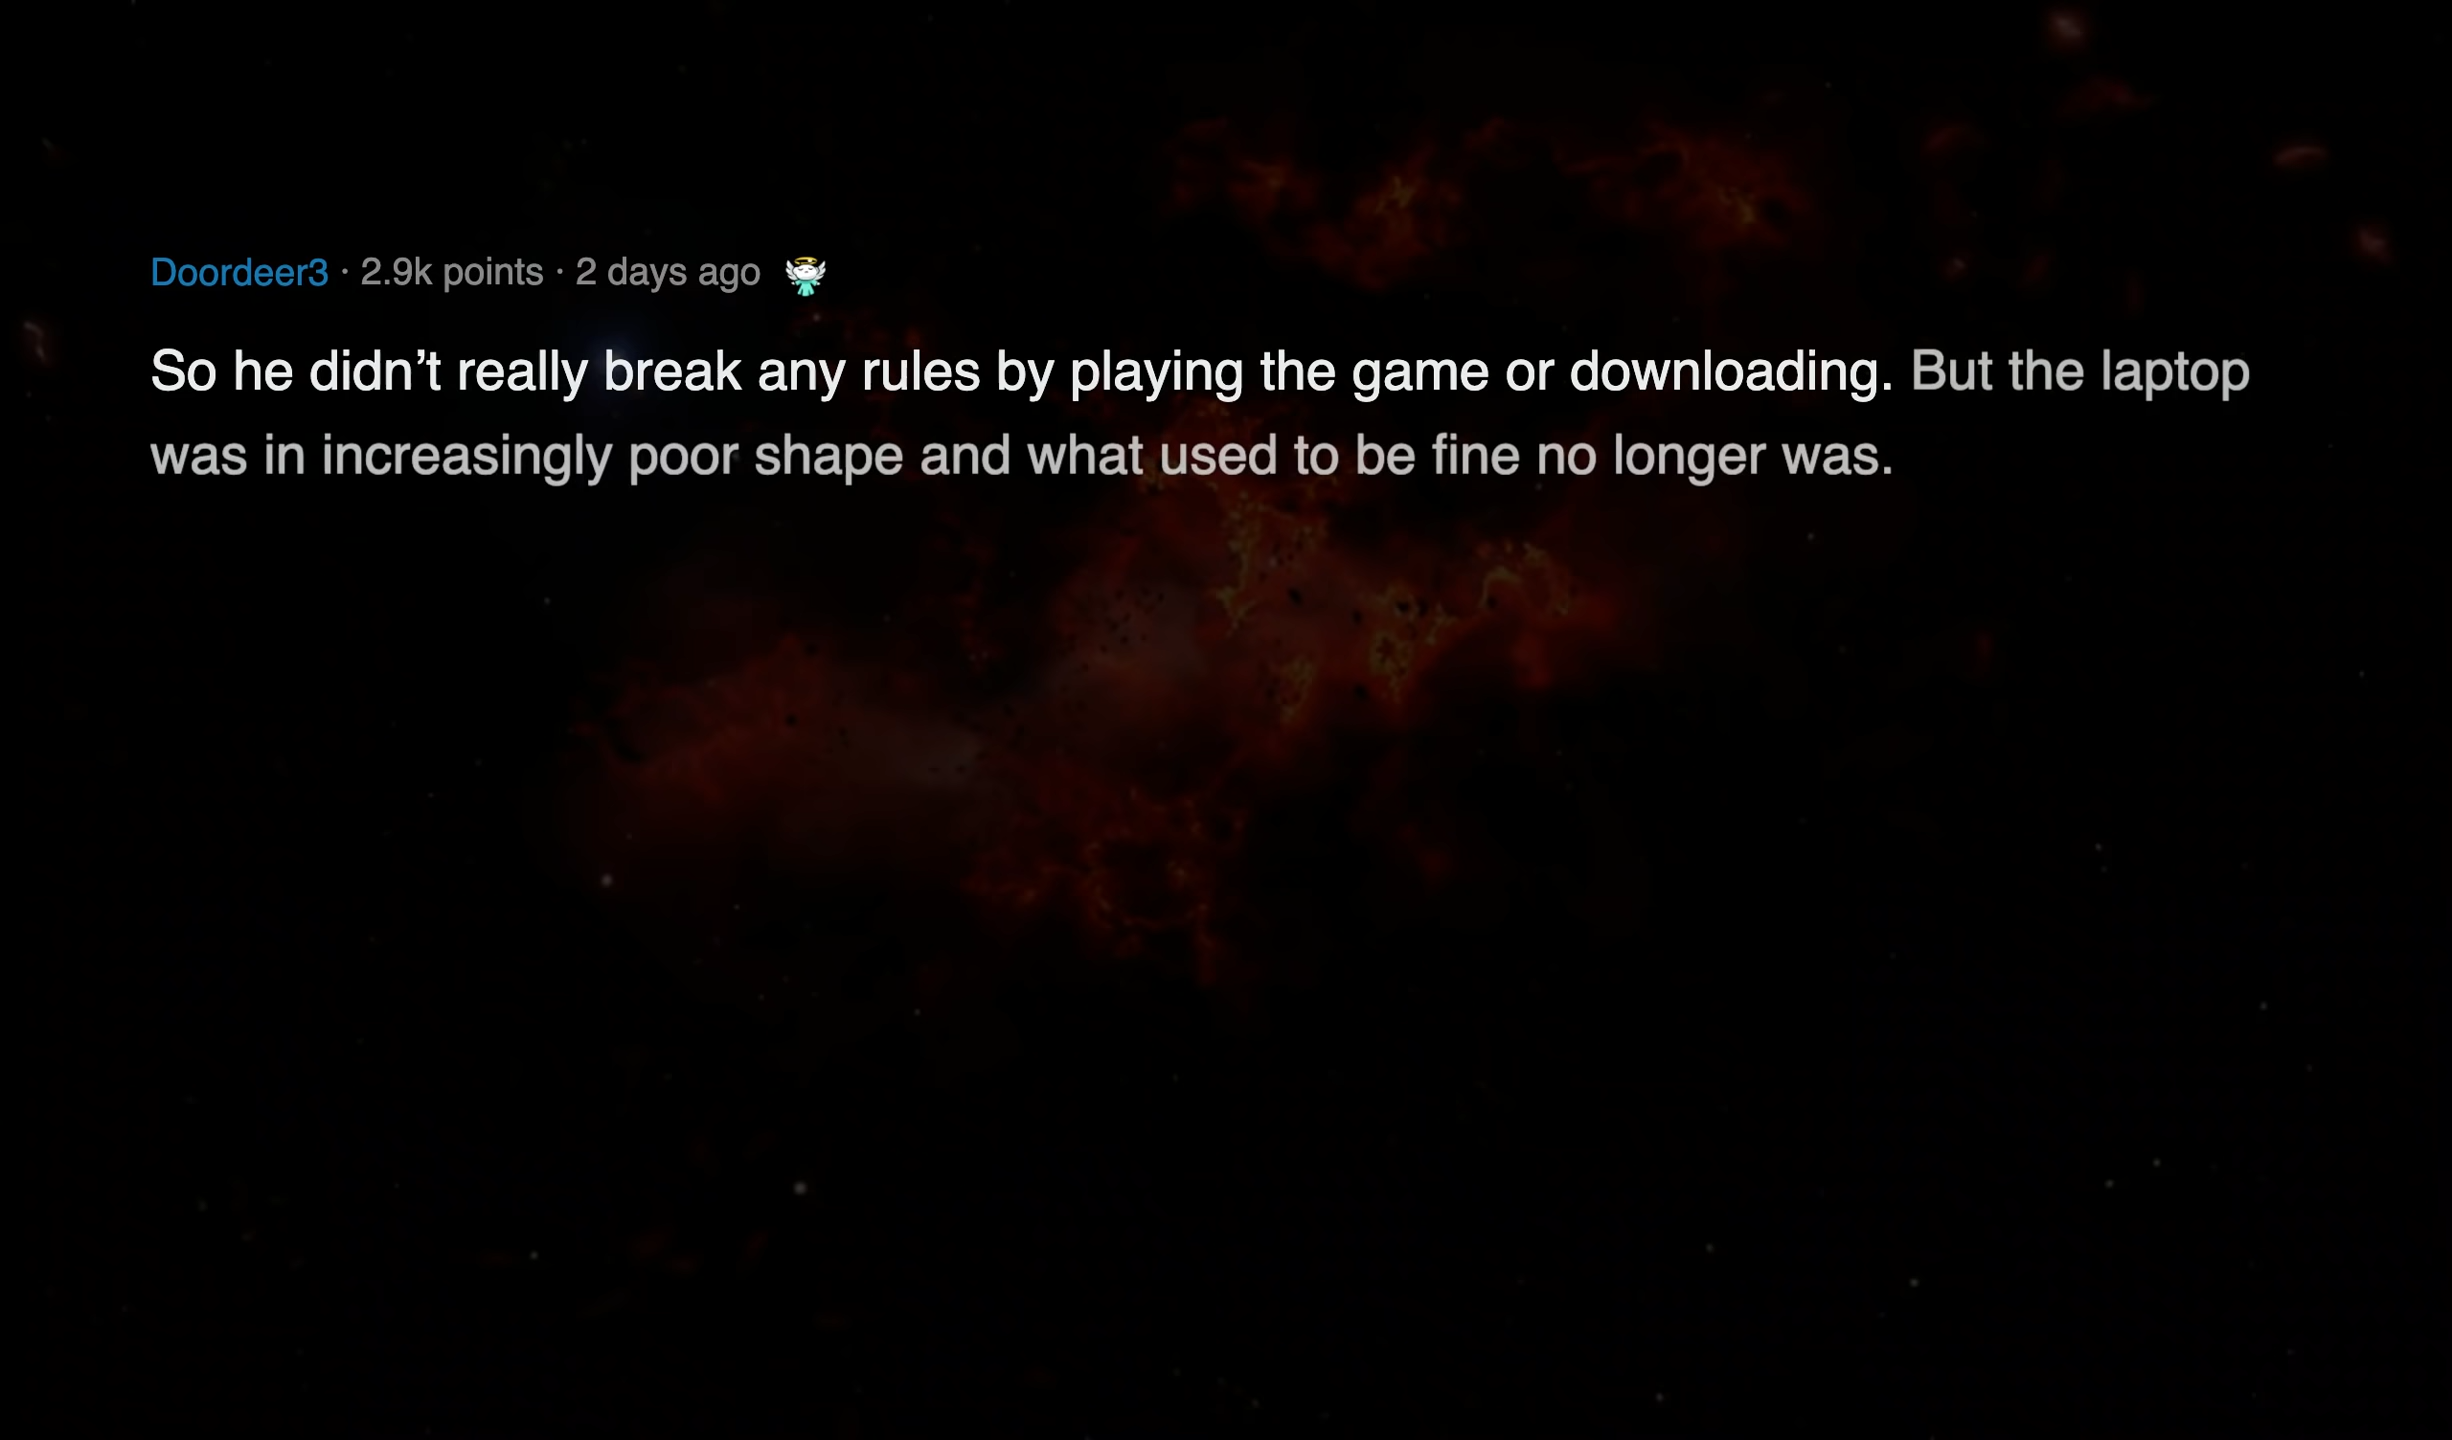 Doordeer3 · 2.9k points · 2 days ago
So he didn’t really break any rules by playing the game or downloading. But the laptop
was in increasingly poor shape and what used to be fine no longer was.